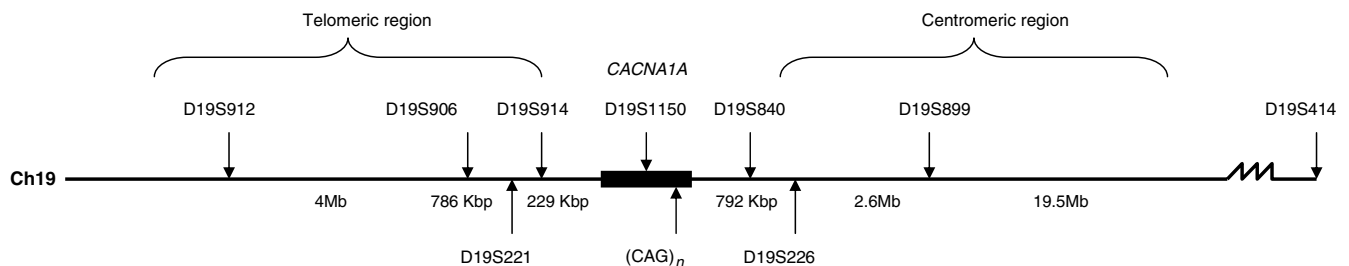 Telomeric region
Centromeric region
CACNA1A
D19S912
D19S906
D19S914
D19S1150
D19S840
D19S899
D19S414
Ch19
4Mb
786 Kbp
229 Kbp
792 Kbp
2.6Mb
19.5Mb
D19S221
(CAG)n
D19S226